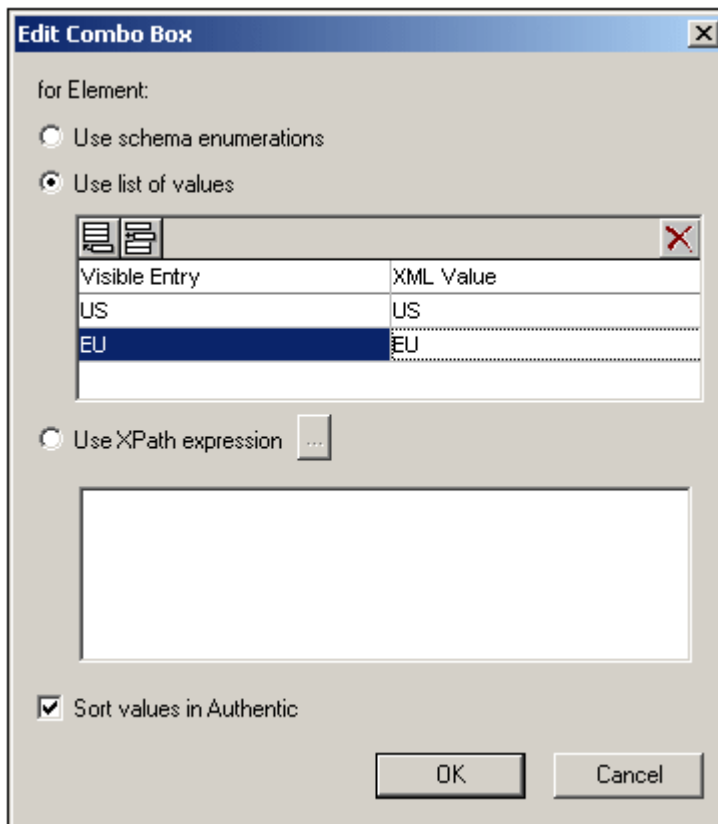 Edit Combo Box
for Element:
Use schema enumerations
Use list of values
Visible Entry XML Value
US US
EU EU
Use XPath expression ...
Sort values in Authentic
OK Cancel